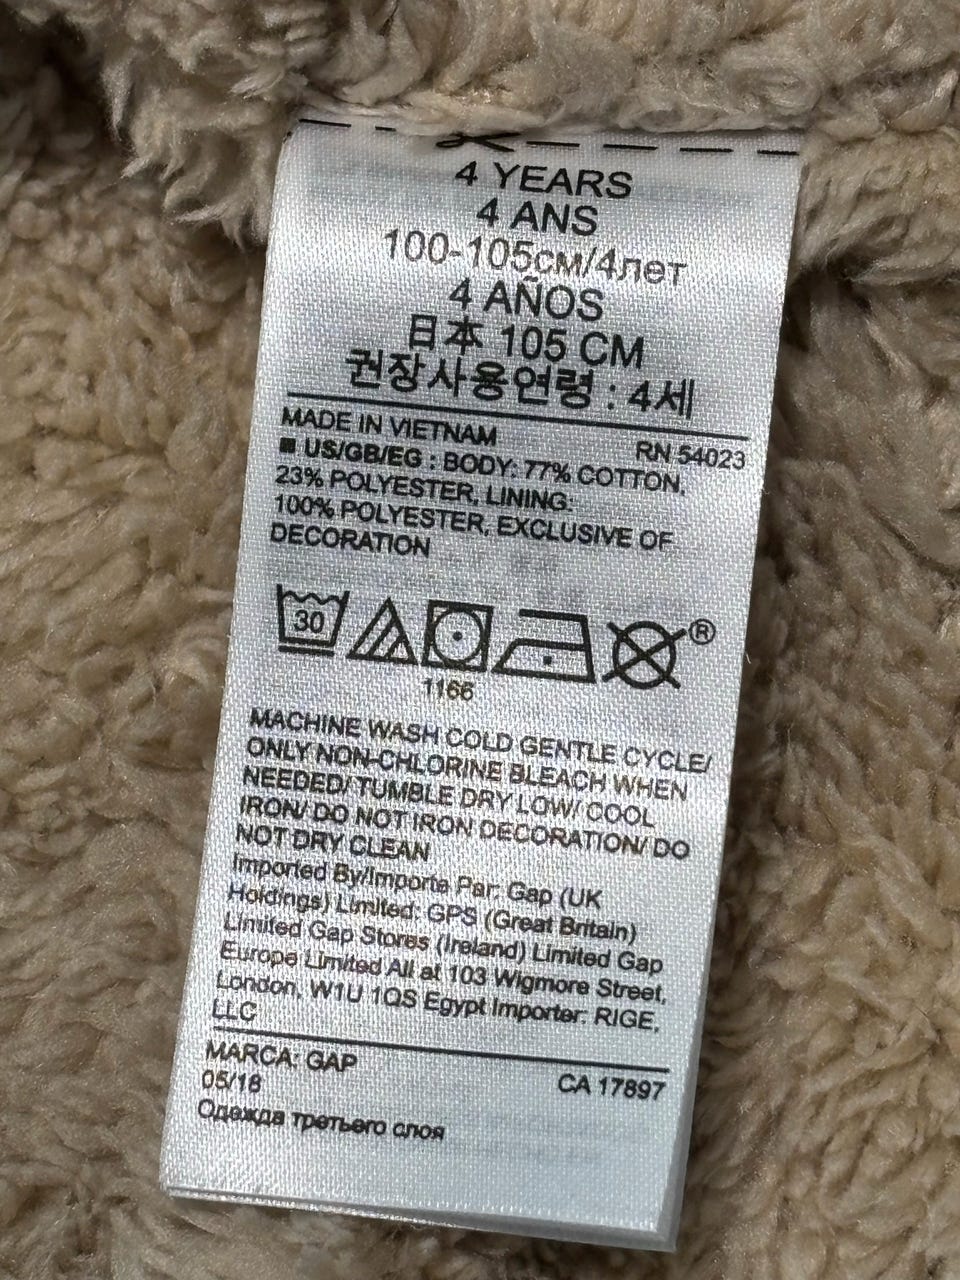 4 YEARS
4 ANS
100-105см/4лет
4 AÑOS
日本 105 CM
권장사용연령 : 4세
MADE IN VIETNAM
RN 54023
■ US/GB/EG : BODY: 77% COTTON,
23% POLYESTER, LINING:
100% POLYESTER, EXCLUSIVE OF
DECORATION
30
®
1166
MACHINE WASH COLD GENTLE CYCLE/
ONLY NON-CHLORINE BLEACH WHEN
NEEDED/ TUMBLE DRY LOW/ COOL
IRON/ DO NOT IRON DECORATION/ DO
NOT DRY CLEAN
Imported By/Importe Par: Gap (UK
Holdings) Limited: GPS (Great Britain)
Limited Gap Stores (Ireland) Limited Gap
Europe Limited All at 103 Wigmore Street,
London, W1U 1QS Egypt Importer: RIGE,
LLC
MARCA: GAP
CA 17897
05/18
Одежда третьего слоя